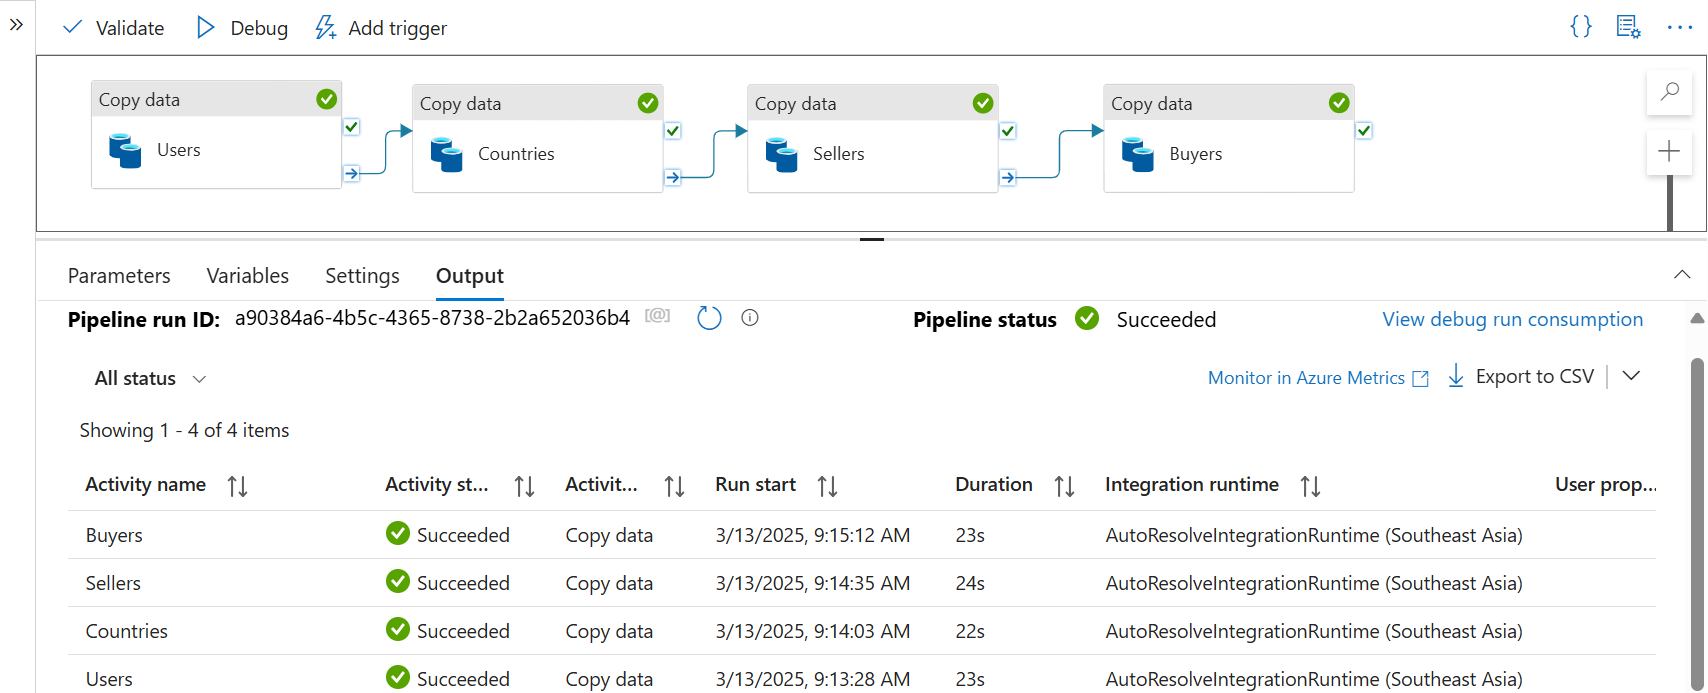 Validate Debug Add trigger
Copy data Copy data Copy data Copy data
Users Countries Sellers Buyers
Parameters Variables Settings Output
Pipeline run ID: a90384a6-4b5c-4365-8738-2b2a652036b4 [@] Pipeline status Succeeded View debug run consumption
All status Monitor in Azure Metrics Export to CSV
Showing 1 - 4 of 4 items
Activity name Activity st... Activit... Run start Duration Integration runtime User prop...
Buyers Succeeded Copy data 3/13/2025, 9:15:12 AM 23s AutoResolveIntegrationRuntime (Southeast Asia)
Sellers Succeeded Copy data 3/13/2025, 9:14:35 AM 24s AutoResolveIntegrationRuntime (Southeast Asia)
Countries Succeeded Copy data 3/13/2025, 9:14:03 AM 22s AutoResolveIntegrationRuntime (Southeast Asia)
Users Succeeded Copy data 3/13/2025, 9:13:28 AM 23s AutoResolveIntegrationRuntime (Southeast Asia)